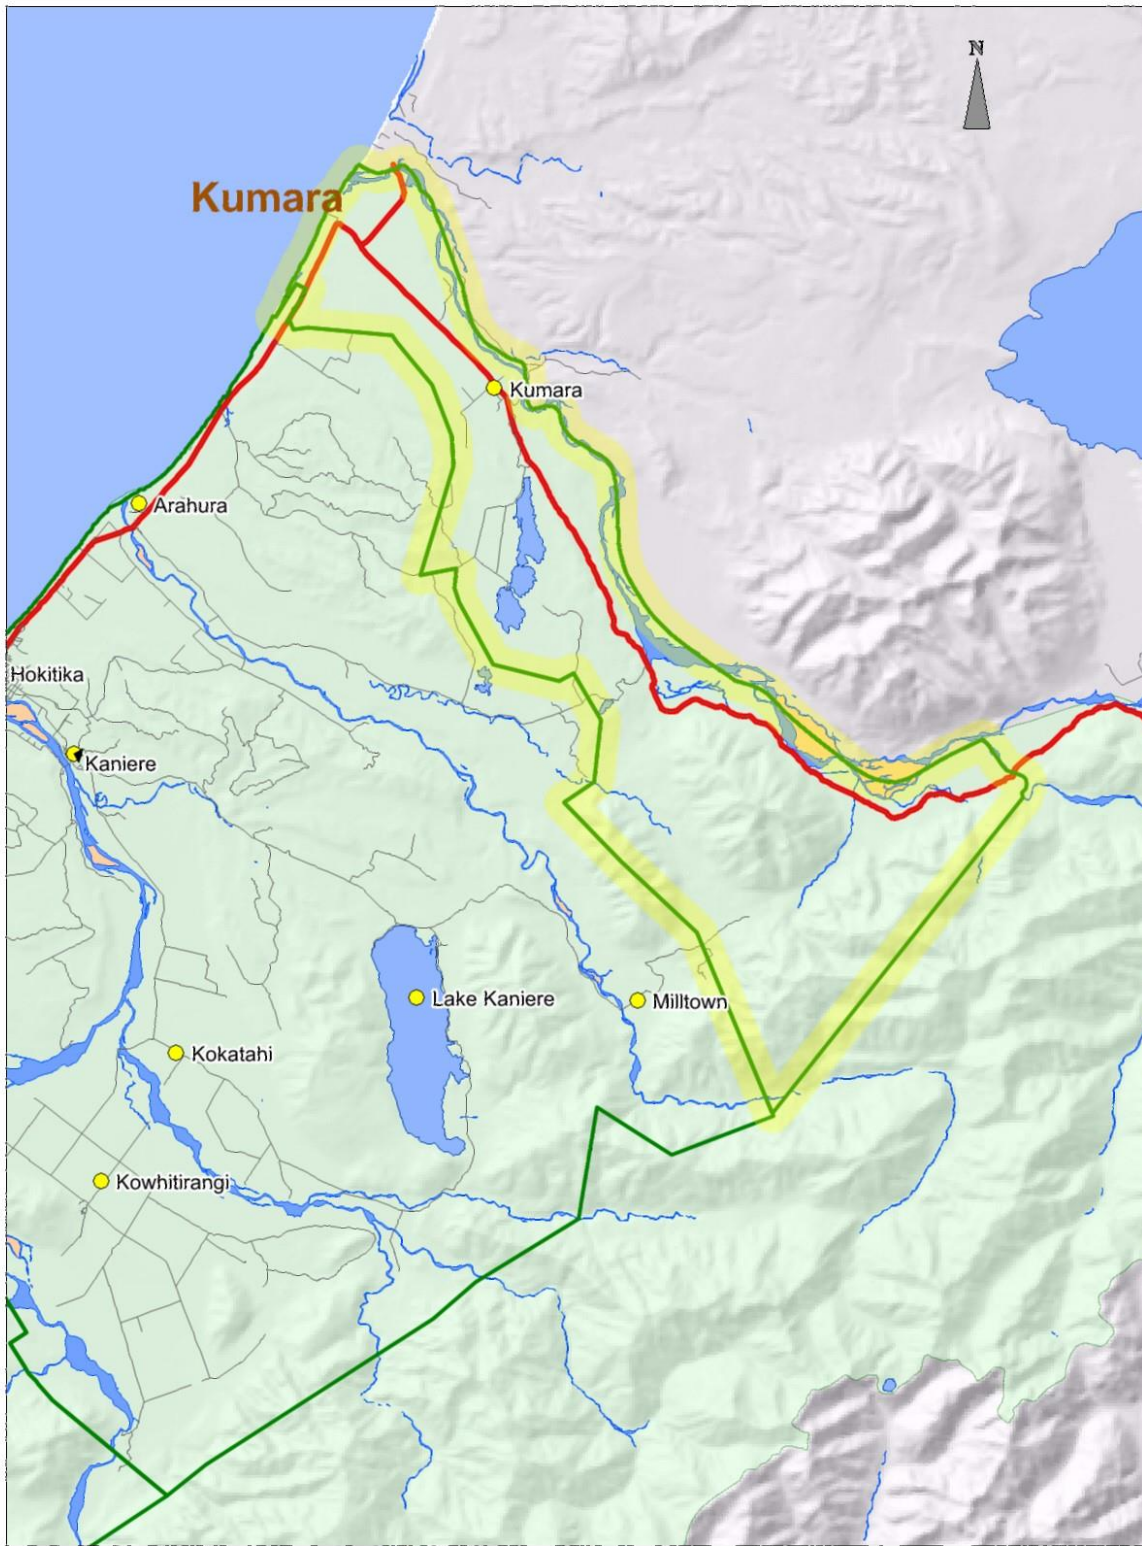 N
Kumara
Kumara
Arahura
Hokitika
Kaniere
Lake Kaniere
Milltown
Kokatahi
Kowhitirangi